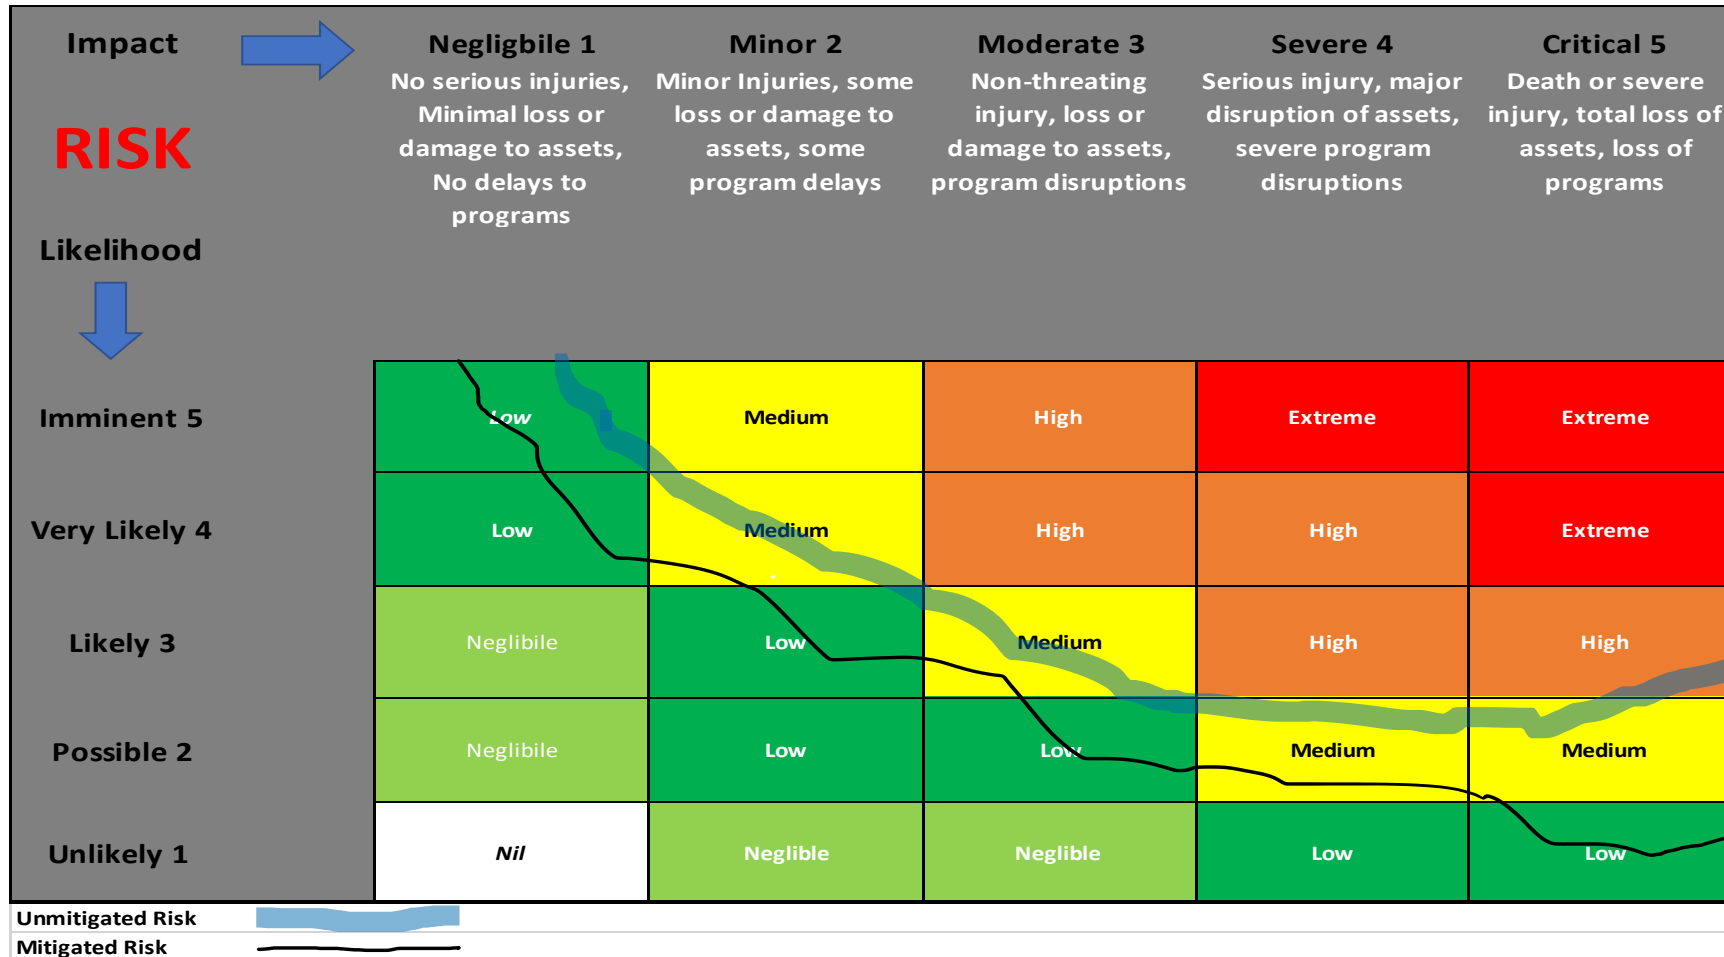 Impact
RISK
Likelihood
Negligbile 1
No serious injuries,
Minimal loss or
damage to assets,
No delays to
programs
Minor 2
Minor Injuries, some
loss or damage to
assets, some
program delays
Moderate 3
Non-threating
injury, loss or
damage to assets,
program disruptions
Severe 4
Serious injury, major
disruption of assets,
severe program
disruptions
Critical 5
Death or severe
injury, total loss of
assets, loss of
programs
Imminent 5 Low Medium High Extreme Extreme
Very Likely 4 Low Medium High High Extreme
Likely 3 Neglibile Low Medium High High
Possible 2 Neglibile Low Low Medium Medium
Unlikely 1 Nil Neglible Neglible Low Low
Unmitigated Risk
Mitigated Risk